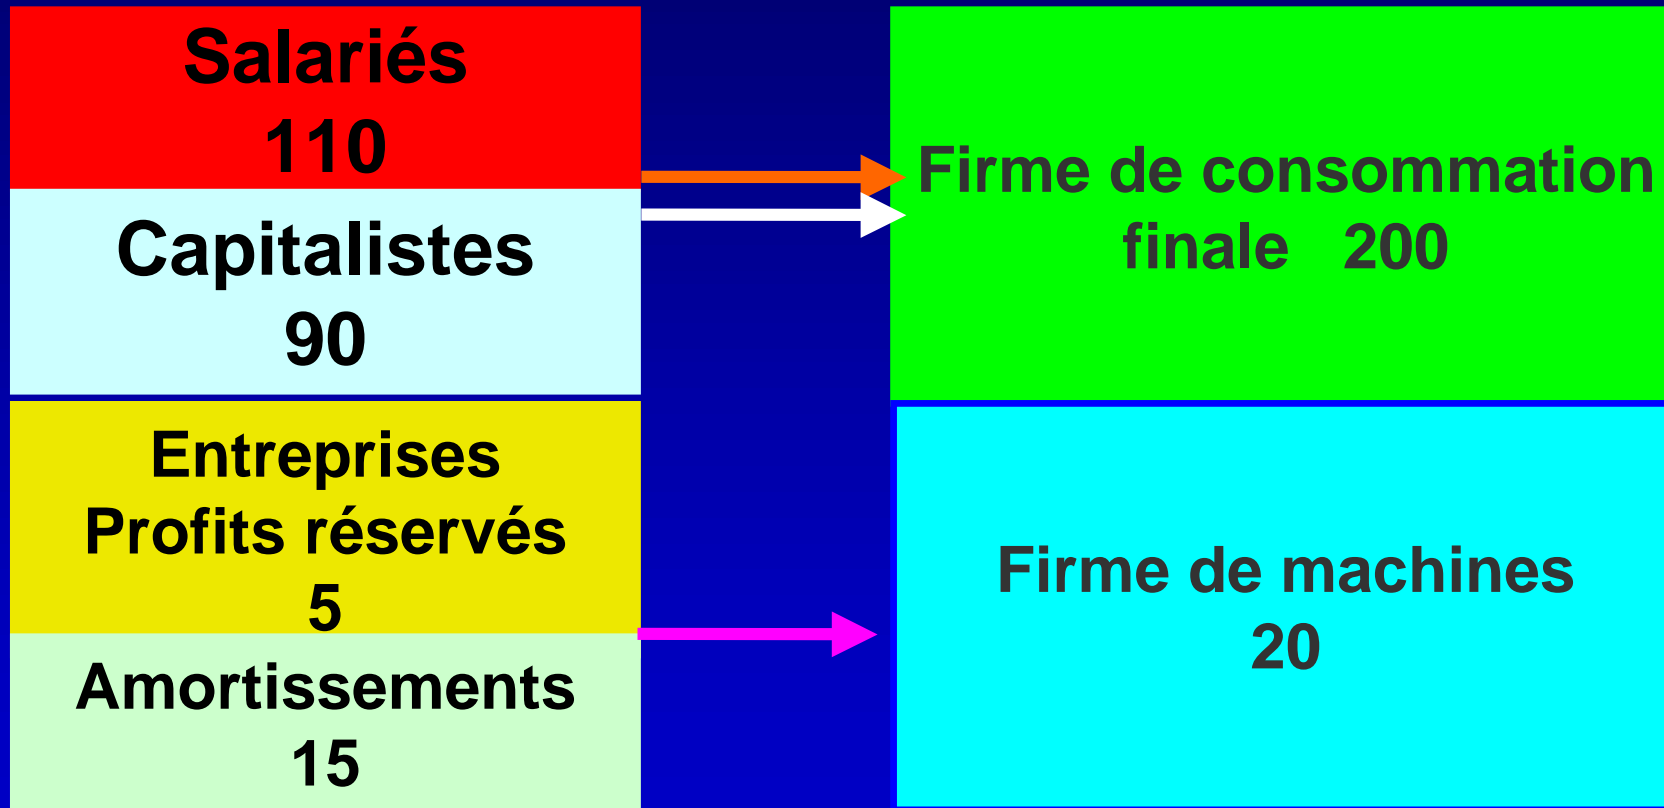 Salariés
110
Capitalistes
90
Entreprises
Profits réservés
5
Amortissements
15
Firme de consommation
finale 200
Firme de machines
20